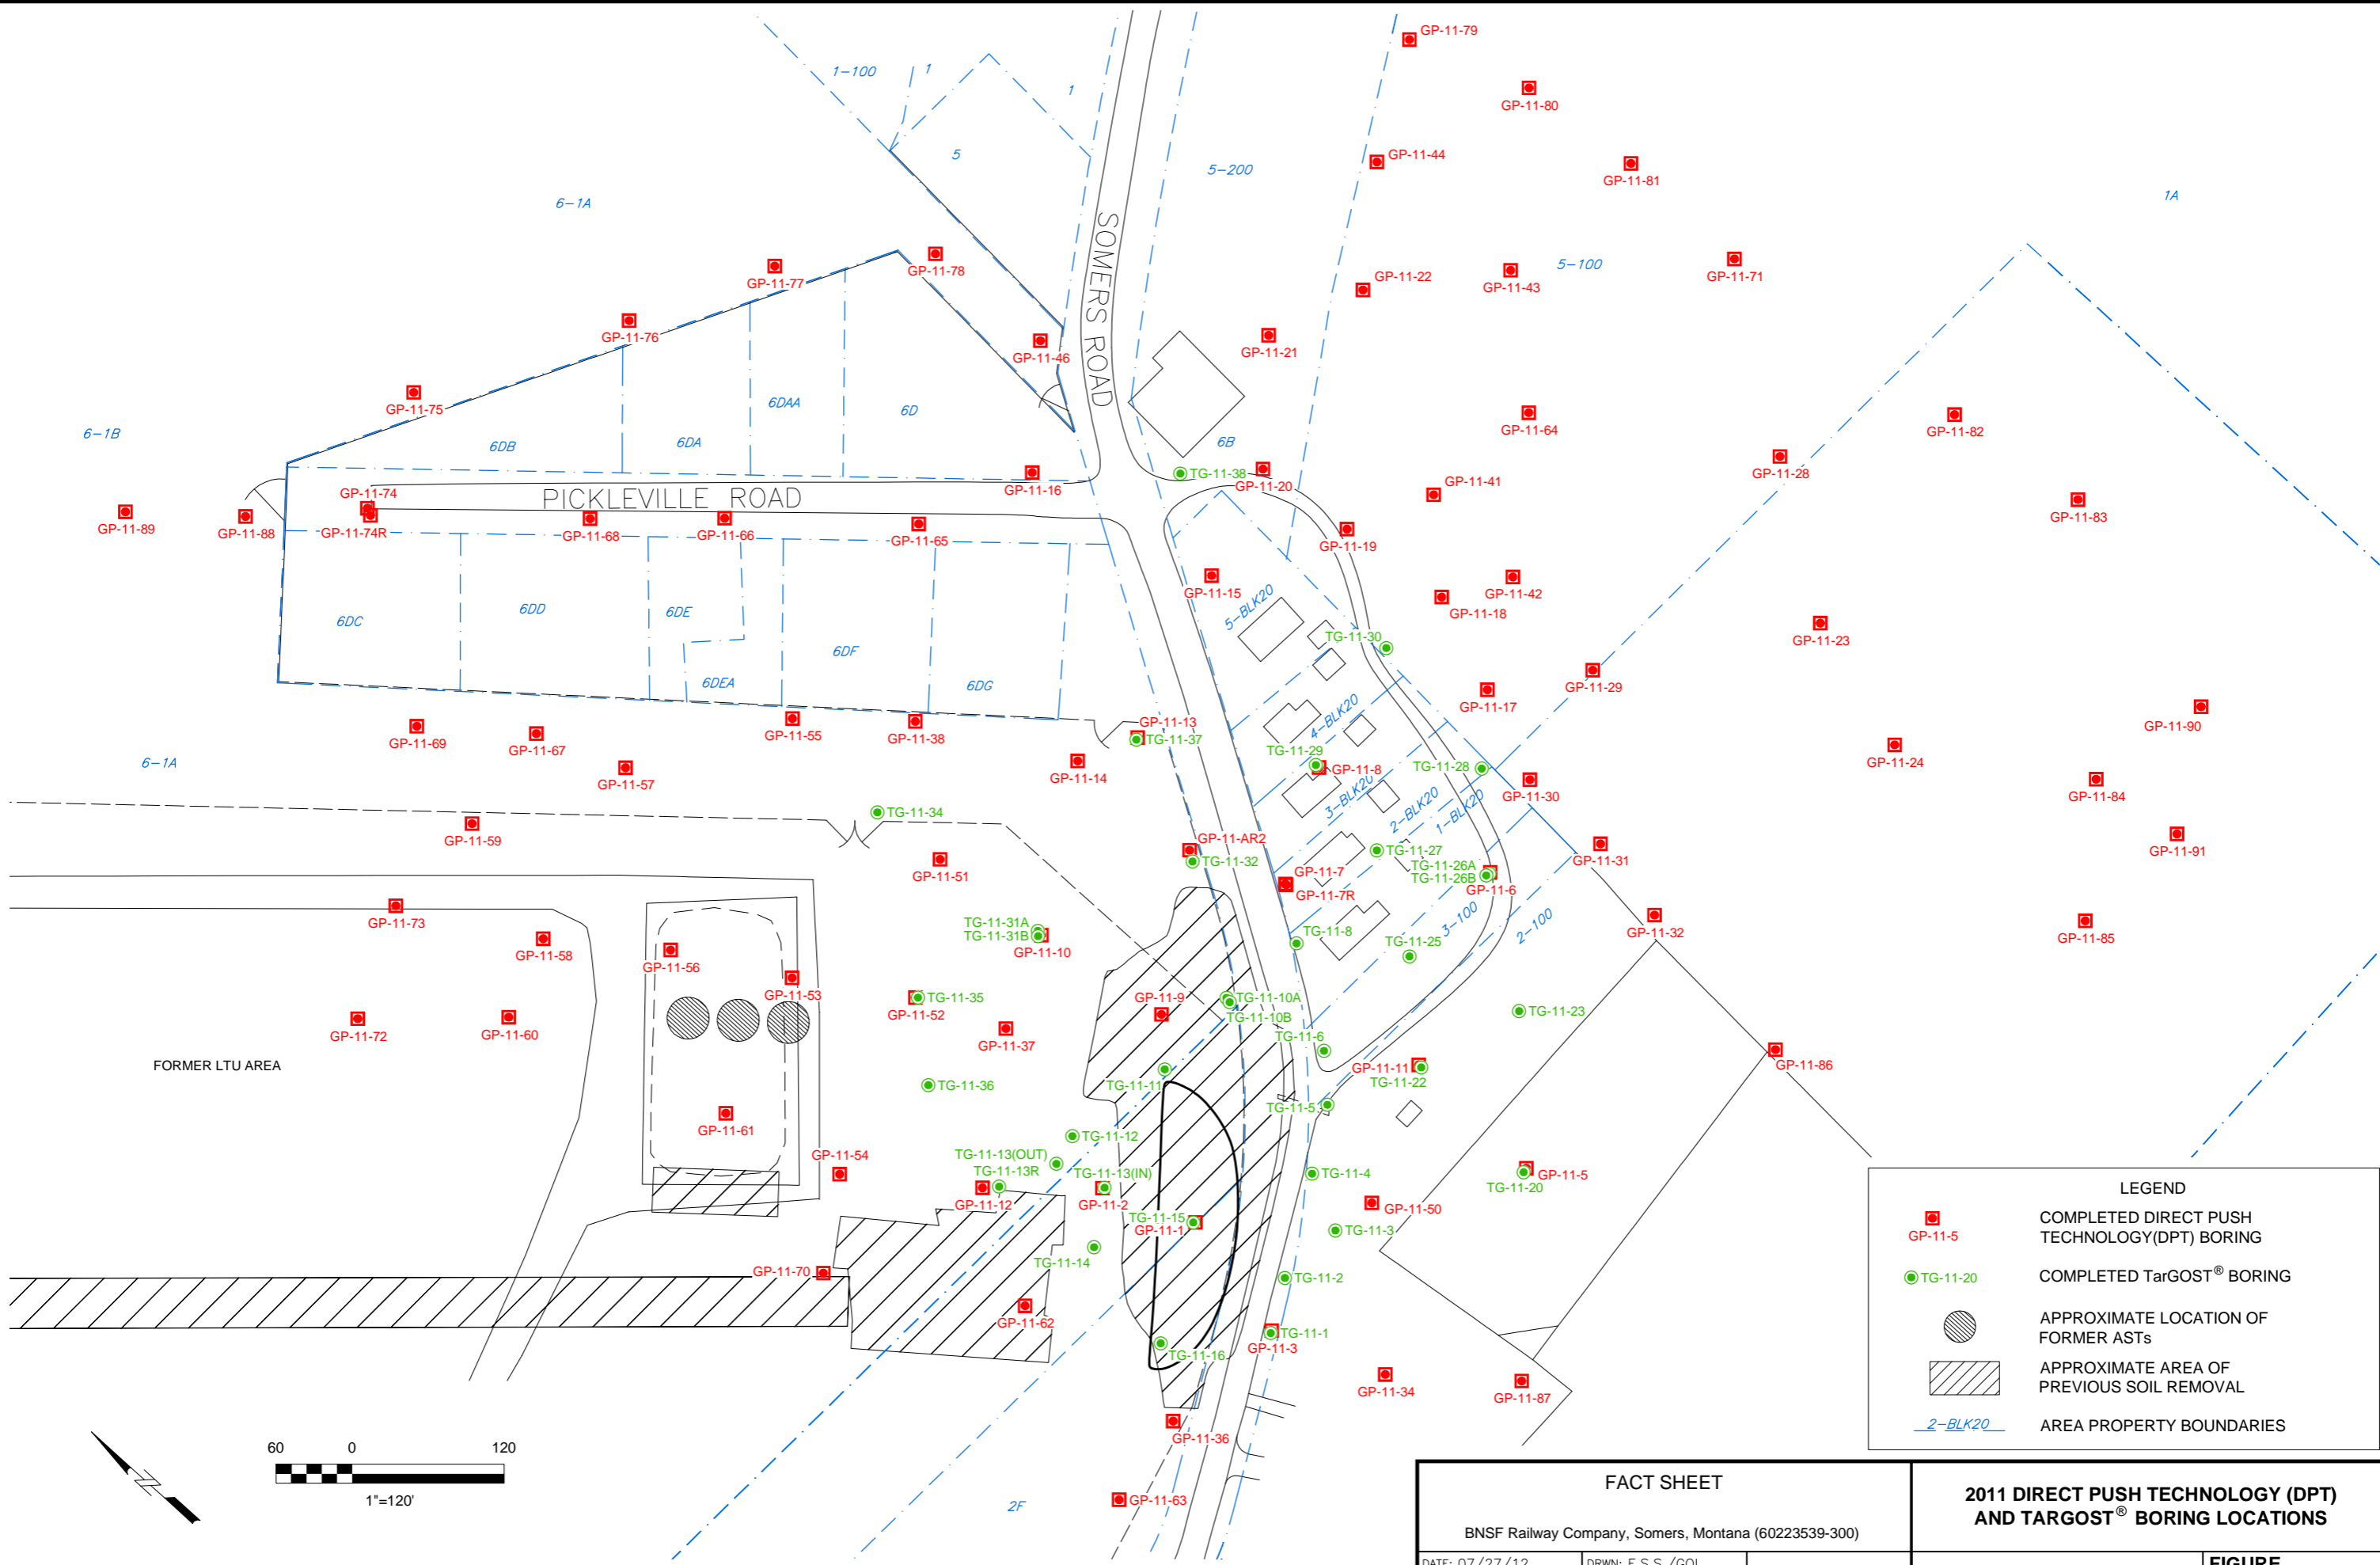 GP-11-79
1-100
1
1
GP-11-80
5
GP-11-44
5-200
GP-11-81
1A
6-1A
SOMERS ROAD
GP-11-78
GP-11-77
GP-11-22
GP-11-43
5-100
GP-11-71
GP-11-76
GP-11-46
GP-11-21
GP-11-75
6DAA
6D
6-1B
6DB
6DA
6B
GP-11-64
GP-11-82
GP-11-16
TG-11-38
GP-11-20
GP-11-28
GP-11-74
PICKLEVILLE ROAD
GP-11-41
GP-11-83
GP-11-89
GP-11-88
GP-11-74R
GP-11-68
GP-11-66
GP-11-65
GP-11-19
GP-11-15
GP-11-42
GP-11-18
5-BLK20
6DC
6DD
6DE
6DF
6DEA
6DG
TG-11-30
GP-11-23
GP-11-29
GP-11-17
GP-11-90
4-BLK20
GP-11-69
GP-11-67
GP-11-55
GP-11-38
GP-11-13
TG-11-37
TG-11-29
GP-11-8
TG-11-28
GP-11-24
6-1A
GP-11-57
GP-11-14
3-BLK20
2-BLK20
1-BLK20
GP-11-30
GP-11-84
TG-11-34
GP-11-59
GP-11-AR2
TG-11-32
TG-11-27
GP-11-31
GP-11-91
GP-11-51
GP-11-7
GP-11-7R
TG-11-26A
TG-11-26B
GP-11-6
GP-11-73
3-100
2-100
GP-11-32
GP-11-85
TG-11-31A
TG-11-31B
GP-11-10
TG-11-8
TG-11-25
GP-11-58
GP-11-56
GP-11-53
TG-11-35
GP-11-52
GP-11-9
TG-11-10A
TG-11-10B
TG-11-23
GP-11-72
GP-11-60
GP-11-37
TG-11-6
GP-11-86
FORMER LTU AREA
GP-11-11
TG-11-22
TG-11-36
TG-11-11
TG-11-5
GP-11-61
TG-11-12
GP-11-54
TG-11-13(OUT)
TG-11-13R
TG-11-13(IN)
TG-11-4
GP-11-5
TG-11-20
GP-11-12
GP-11-2
GP-11-50
TG-11-15
GP-11-1
TG-11-3
TG-11-14
GP-11-70
TG-11-2
GP-11-62
TG-11-1
GP-11-3
TG-11-16
GP-11-34
GP-11-87
GP-11-36
GP-11-63
2F
60 0 120
1"=120'
LEGEND
GP-11-5
COMPLETED DIRECT PUSH
TECHNOLOGY(DPT) BORING
TG-11-20
COMPLETED TarGOST® BORING
APPROXIMATE LOCATION OF
FORMER ASTs
APPROXIMATE AREA OF
PREVIOUS SOIL REMOVAL
2-BLK20
AREA PROPERTY BOUNDARIES
FACT SHEET
BNSF Railway Company, Somers, Montana (60223539-300)
2011 DIRECT PUSH TECHNOLOGY (DPT)
AND TARGOST® BORING LOCATIONS
DATE: 07/27/12
DRWN: E.S.S./GOL
FIGURE